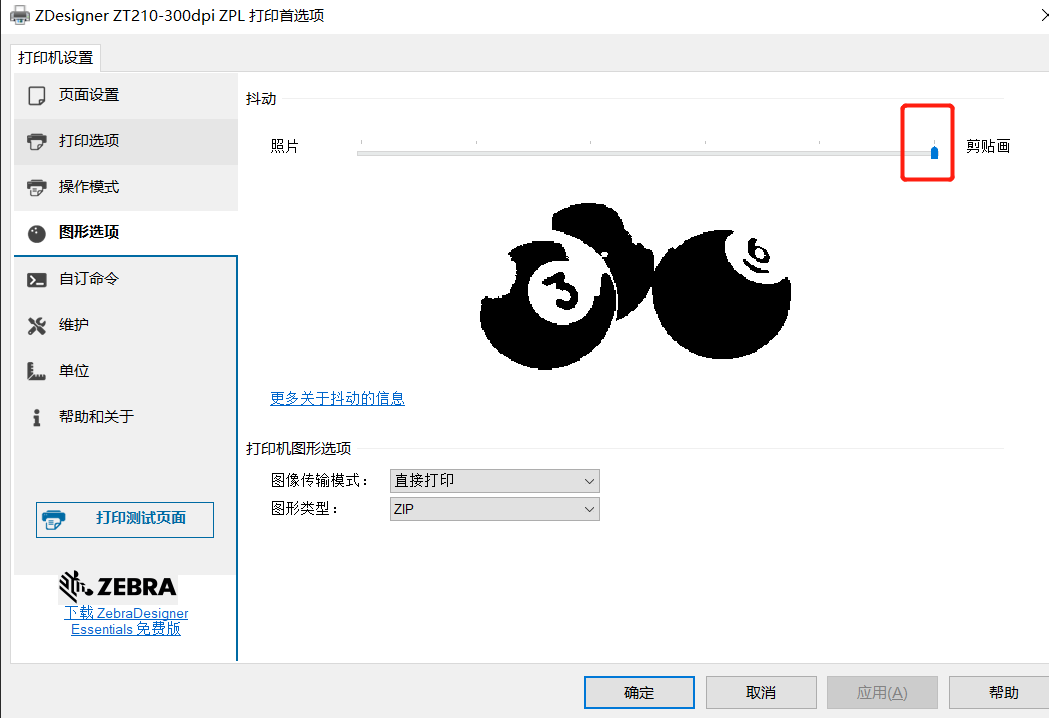 ZDesigner ZT210-300dpi ZPL 打印首选项
打印机设置
页面设置
打印选项
操作模式
图形选项
自订命令
维护
单位
帮助和关于
打印测试页面
ZEBRA
下载 ZebraDesigner
Essentials 免费版
抖动
照片
剪贴画
3
6
更多关于抖动的信息
打印机图形选项
图像传输模式： 直接打印
图形类型： ZIP
确定 取消 应用(A) 帮助